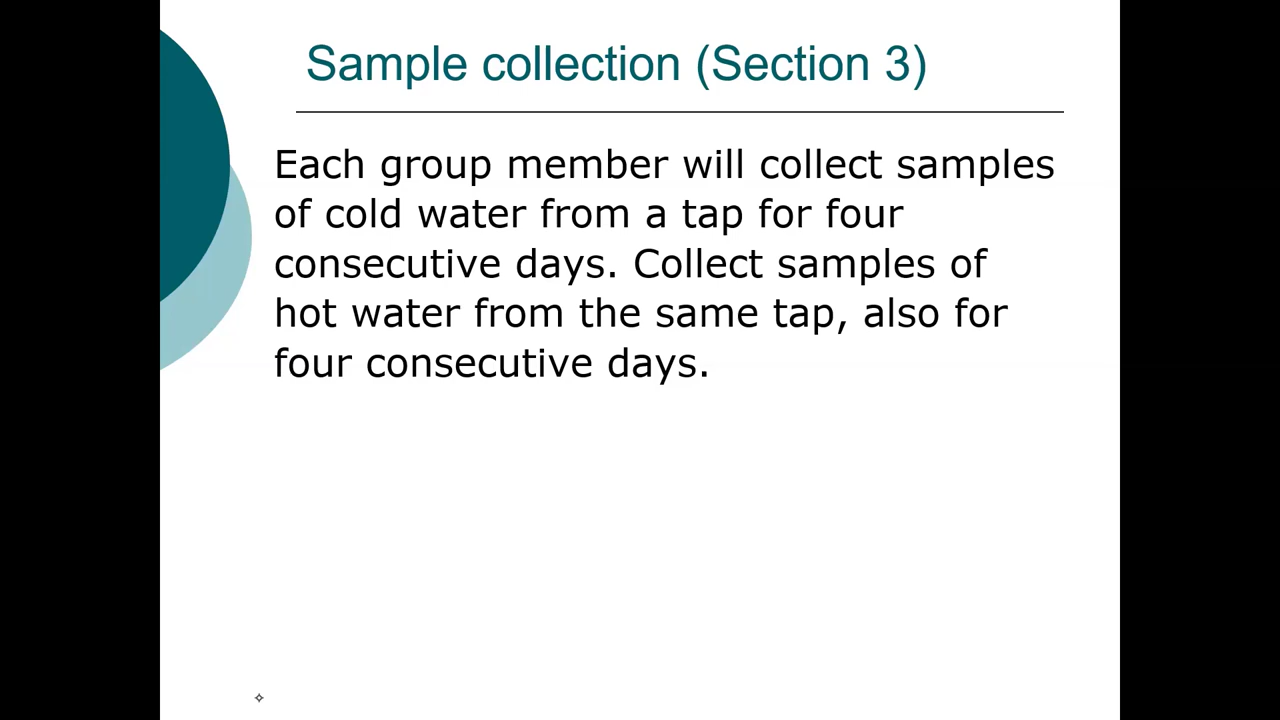 Sample collection (Section 3)
Each group member will collect samples
of cold water from a tap for four
consecutive days. Collect samples of
hot water from the same tap, also for
four consecutive days.